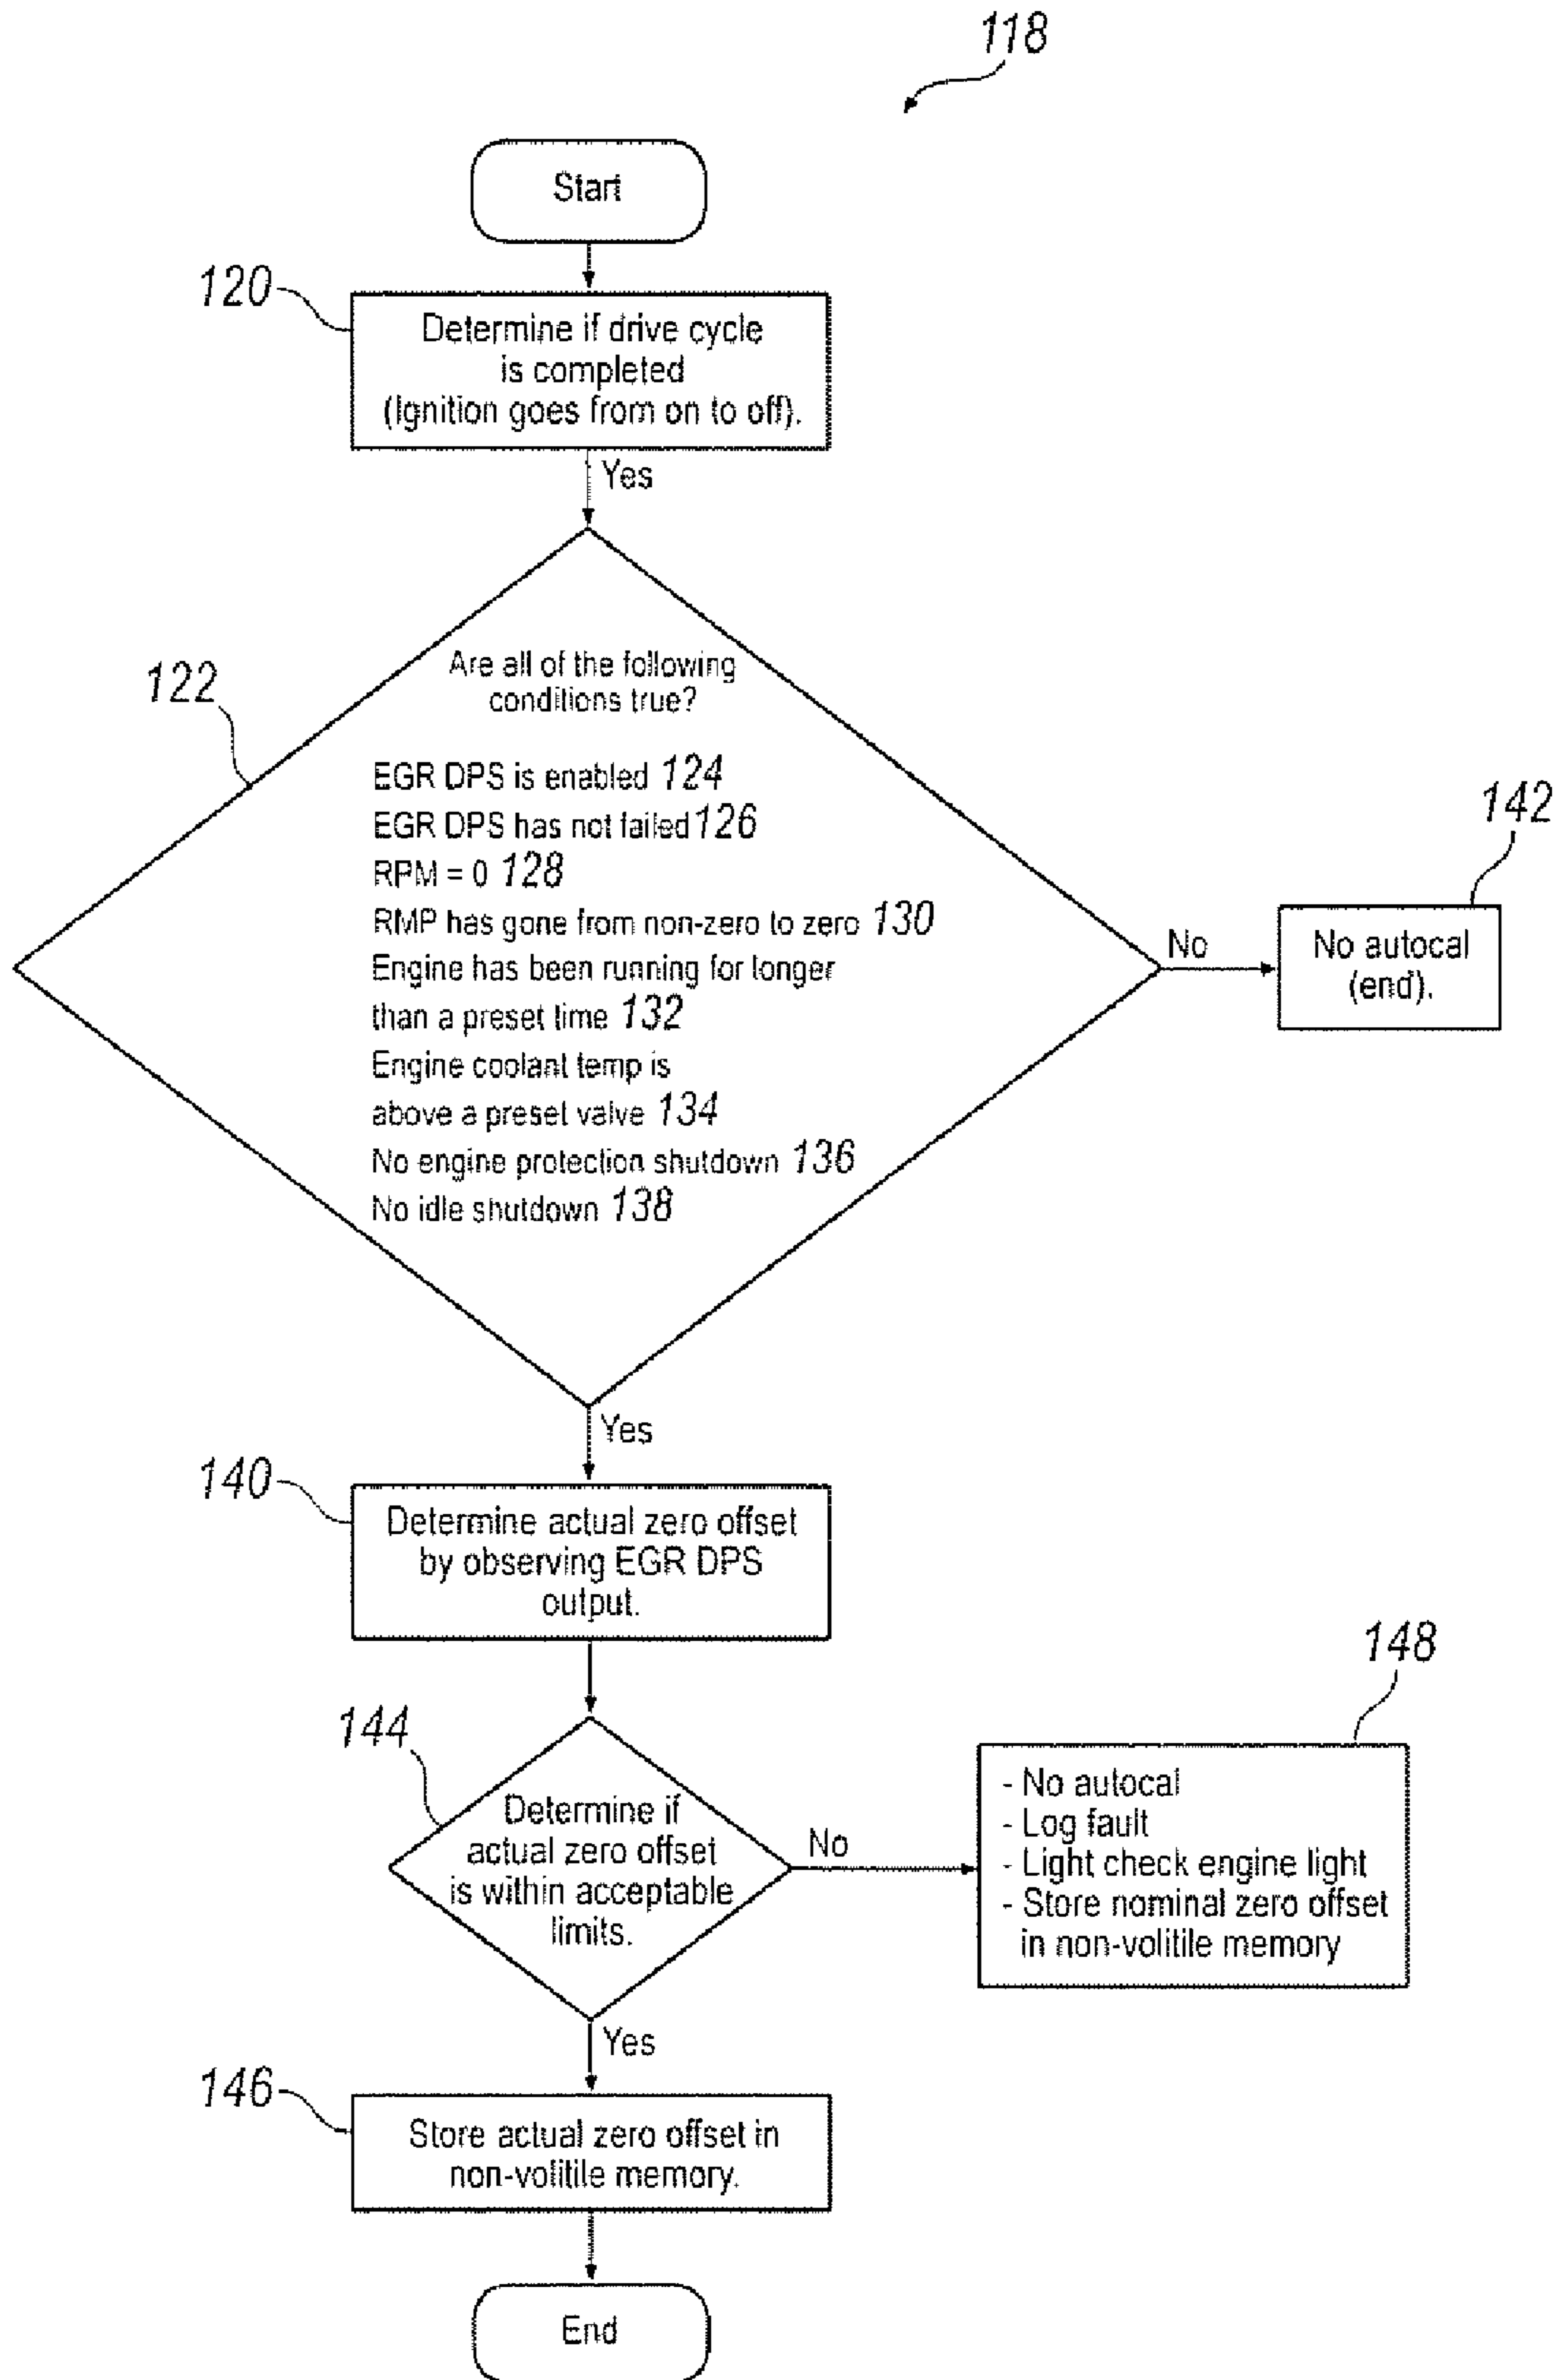 118
Start
120
Determine if drive cycle
is completed
(Ignition goes from on to off).
Yes
122
Are all of the following
conditions true?
EGR DPS is enabled 124
EGR DPS has not failed 126
RPM = 0 128
RMP has gone from non-zero to zero 130
Engine has been running for longer
than a preset time 132
Engine coolant temp is
above a preset valve 134
No engine protection shutdown 136
No idle shutdown 138
No
142
No autocal
(end).
Yes
140
Determine actual zero offset
by observing EGR DPS
output.
144
Determine if
actual zero offset
is within acceptable
limits.
No
148
- No autocal
- Log fault
- Light check engine light
- Store nominal zero offset
in non-volitile memory
Yes
146
Store actual zero offset in
non-volitile memory.
End